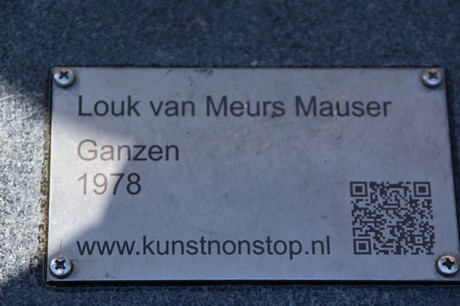 Louk van Meurs Mauser
Ganzen
1978
www.kunstnonstop.nl